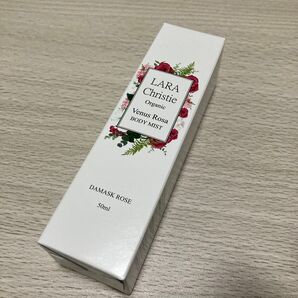 LARA
Christie
Organic
Venus Rosa
BODY MIST
DAMASK ROSE
50ml